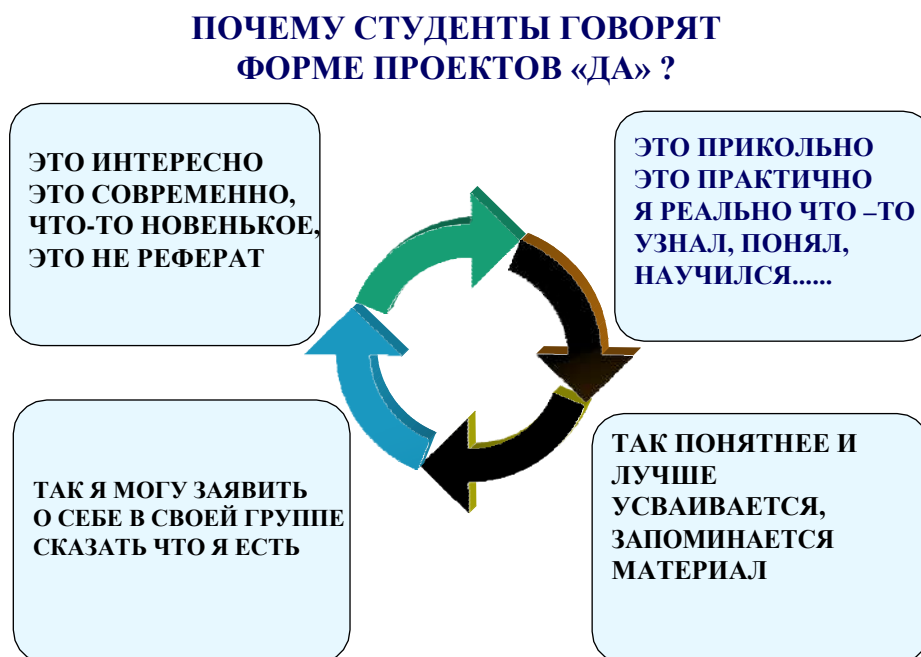 ПОЧЕМУ СТУДЕНТЫ ГОВОРЯТ
ФОРМЕ ПРОЕКТОВ «ДА» ?
ЭТО ИНТЕРЕСНО
ЭТО СОВРЕМЕННО,
ЧТО-ТО НОВЕНЬКОЕ,
ЭТО НЕ РЕФЕРАТ
ЭТО ПРИКОЛЬНО
ЭТО ПРАКТИЧНО
Я РЕАЛЬНО ЧТО –ТО
УЗНАЛ, ПОНЯЛ,
НАУЧИЛСЯ......
ТАК Я МОГУ ЗАЯВИТЬ
О СЕБЕ В СВОЕЙ ГРУППЕ
СКАЗАТЬ ЧТО Я ЕСТЬ
ТАК ПОНЯТНЕЕ И
ЛУЧШЕ
УСВАИВАЕТСЯ,
ЗАПОМИНАЕТСЯ
МАТЕРИАЛ